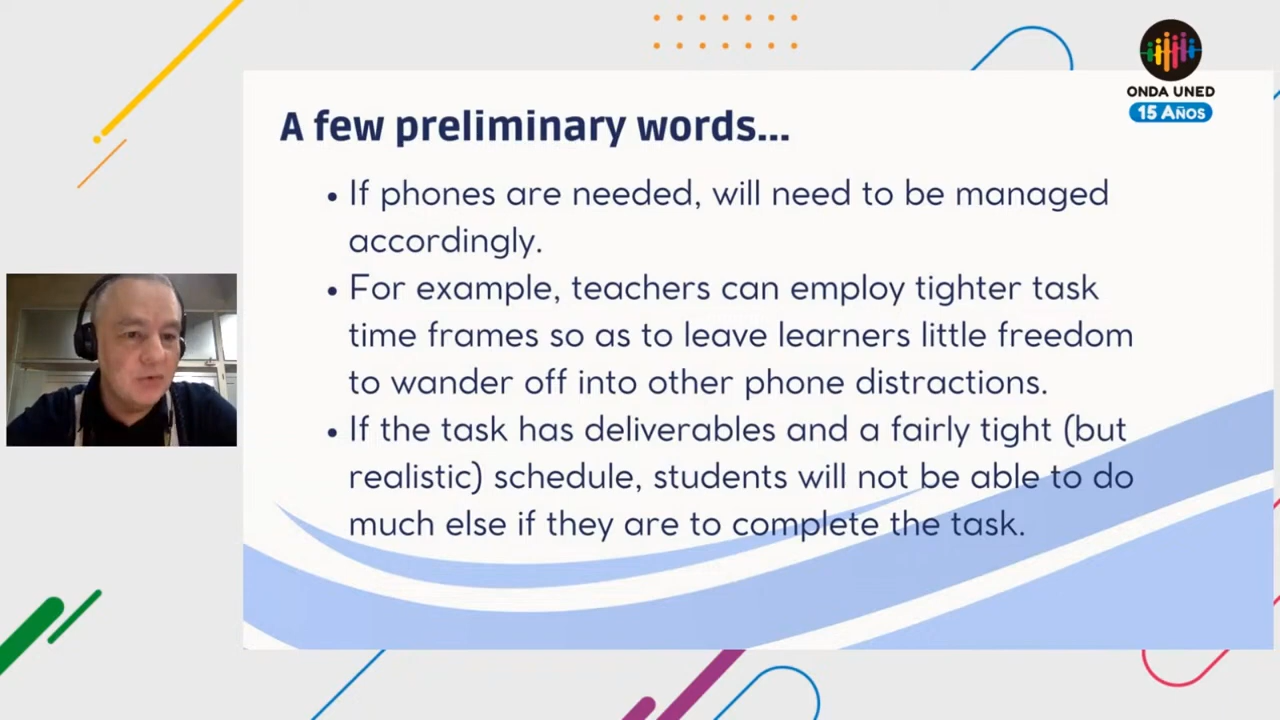 ONDA UNED
15 AÑOS
A few preliminary words...
• If phones are needed, will need to be managed
accordingly.
• For example, teachers can employ tighter task
time frames so as to leave learners little freedom
to wander off into other phone distractions.
• If the task has deliverables and a fairly tight (but
realistic) schedule, students will not be able to do
much else if they are to complete the task.